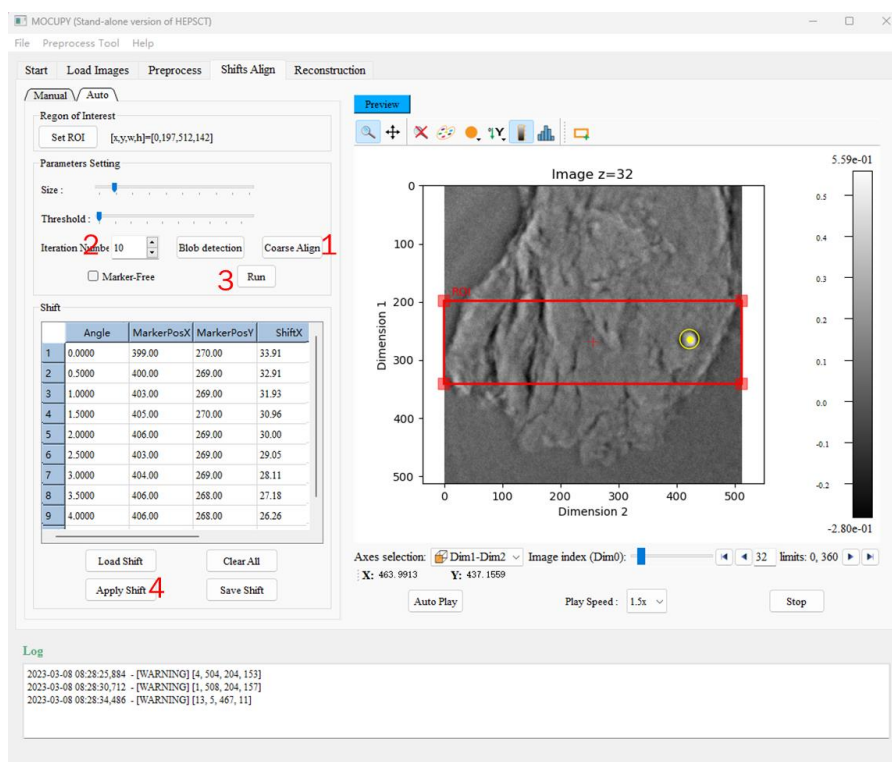 MOCUPY (Stand-alone version of HEPSCT)
File Preprocess Tool Help
Start Load Images Preprocess Shifts Align Reconstruction
Manual Auto
Regon of Interest
Set ROI [x,y,w,h]=[0,197,512,142]
Parameters Setting
Size :
Threshold :
Iteration Numbe 2 10 Blob detection Coarse Align 1
Marker-Free 3 Run
Shift
Angle MarkerPosX MarkerPosY ShiftX
1 0.0000 399.00 270.00 33.91
2 0.5000 400.00 269.00 32.91
3 1.0000 403.00 269.00 31.93
4 1.5000 405.00 270.00 30.96
5 2.0000 406.00 269.00 30.00
6 2.5000 403.00 269.00 29.05
7 3.0000 404.00 269.00 28.11
8 3.5000 406.00 268.00 27.18
9 4.0000 406.00 268.00 26.26
Load Shift Clear All
Apply Shift 4 Save Shift
Preview
Y
Image z=32
5.59e-01
0.5
0.4
0.3
0.2
0.1
0.0
-0.1
-0.2
-2.80e-01
Dimension 1
0
100
200
300
400
500
ROI
0 100 200 300 400 500
Dimension 2
Axes selection: Dim1-Dim2 Image index (Dim0): 32 limits: 0, 360
X: 463.9913 Y: 437.1559
Auto Play Play Speed : 1.5x Stop
Log
2023-03-08 08:28:25,884 - [WARNING] [4, 504, 204, 153]
2023-03-08 08:28:30,712 - [WARNING] [1, 508, 204, 157]
2023-03-08 08:28:34,486 - [WARNING] [13, 5, 467, 11]